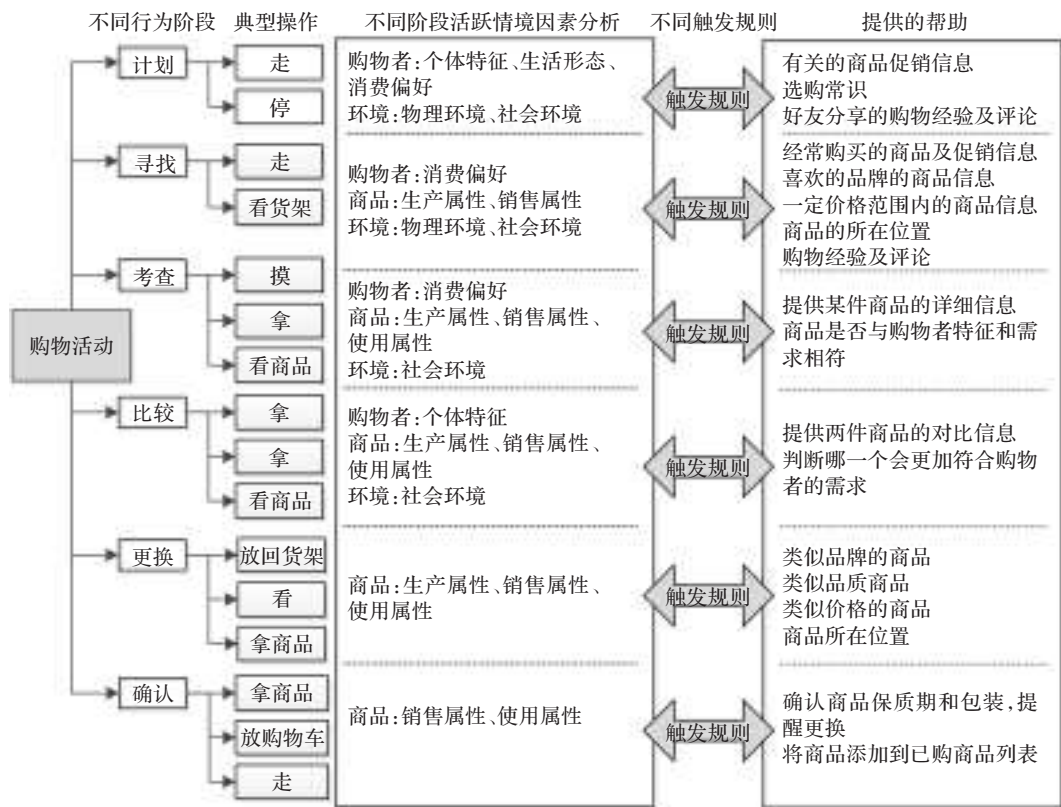 不同行为阶段 典型操作 不同阶段活跃情境因素分析 不同触发规则 提供的帮助
购物活动
计划
走
停
购物者:个体特征、生活形态、
消费偏好
环境:物理环境、社会环境
触发规则
有关的商品促销信息
选购常识
好友分享的购物经验及评论
寻找
走
看货架
购物者:消费偏好
商品:生产属性、销售属性
环境:物理环境、社会环境
触发规则
经常购买的商品及促销信息
喜欢的品牌的商品信息
一定价格范围内的商品信息
商品的所在位置
购物经验及评论
考查
摸
拿
看商品
购物者:消费偏好
商品:生产属性、销售属性、
使用属性
环境:社会环境
触发规则
提供某件商品的详细信息
商品是否与购物者特征和需
求相符
比较
拿
拿
看商品
购物者:个体特征
商品:生产属性、销售属性、
使用属性
环境:社会环境
触发规则
提供两件商品的对比信息
判断哪一个会更加符合购物
者的需求
更换
放回货架
看
拿商品
商品:生产属性、销售属性、
使用属性
触发规则
类似品牌的商品
类似品质商品
类似价格的商品
商品所在位置
确认
拿商品
放购物车
走
商品:销售属性、使用属性
触发规则
确认商品保质期和包装,提
醒更换
将商品添加到已购商品列表